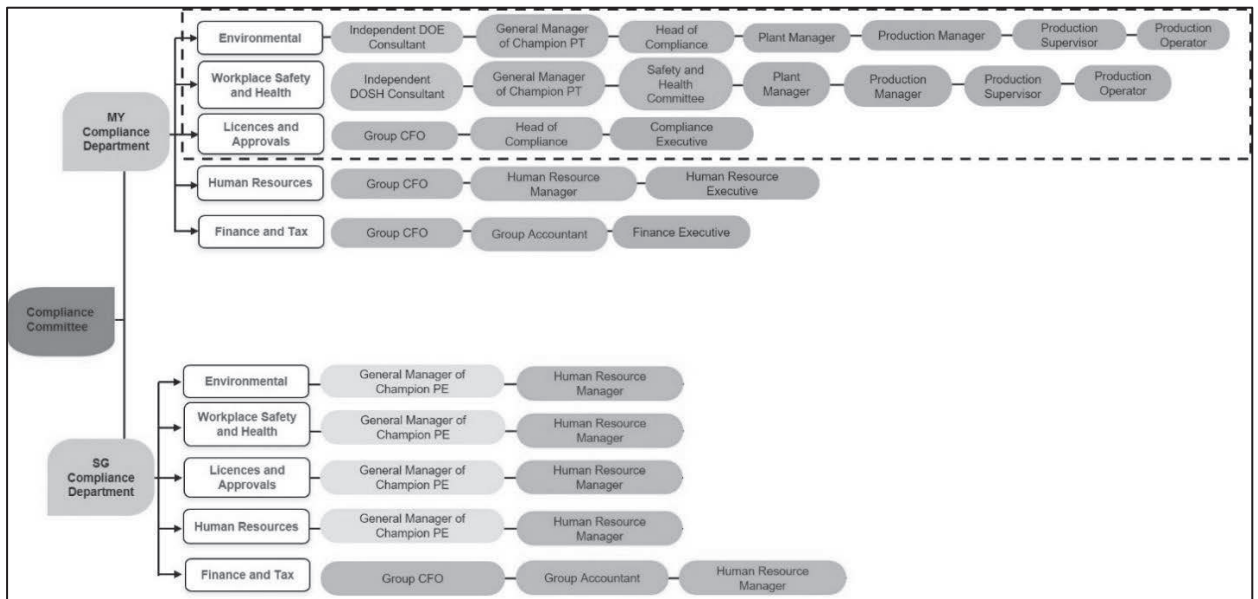 Environmental
Independent DOE
Consultant
General Manager
of Champion PT
Head of
Compliance
Plant Manager
Production Manager
Production
Supervisor
Production
Operator
Workplace Safety
and Health
Independent
DOSH Consultant
General Manager
of Champion PT
Safety and
Health
Committee
Plant
Manager
Production
Manager
Production
Supervisor
Production
Operator
MY
Compliance
Department
Licences and
Approvals
Group CFO
Head of
Compliance
Compliance
Executive
Human Resources
Group CFO
Human Resource
Manager
Human Resource
Executive
Finance and Tax
Group CFO
Group Accountant
Finance Executive
Compliance
Committee
Environmental
General Manager of
Champion PE
Human Resource
Manager
Workplace Safety
and Health
General Manager of
Champion PE
Human Resource
Manager
SG
Compliance
Department
Licences and
Approvals
General Manager of
Champion PE
Human Resource
Manager
Human Resources
General Manager of
Champion PE
Human Resource
Manager
Finance and Tax
Group CFO
Group Accountant
Human Resource
Manager